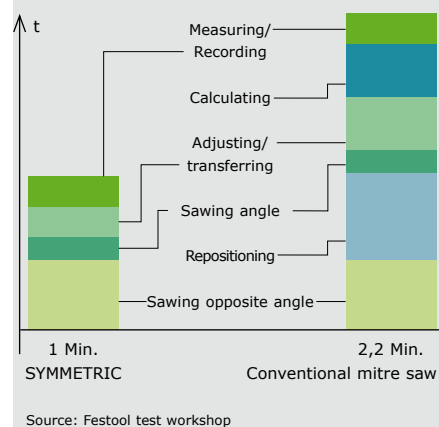 t
Measuring/
Recording
Calculating
Adjusting/
transferring
Sawing angle
Repositioning
Sawing opposite angle
1 Min.
2,2 Min.
SYMMETRIC
Conventional mitre saw
Source: Festool test workshop